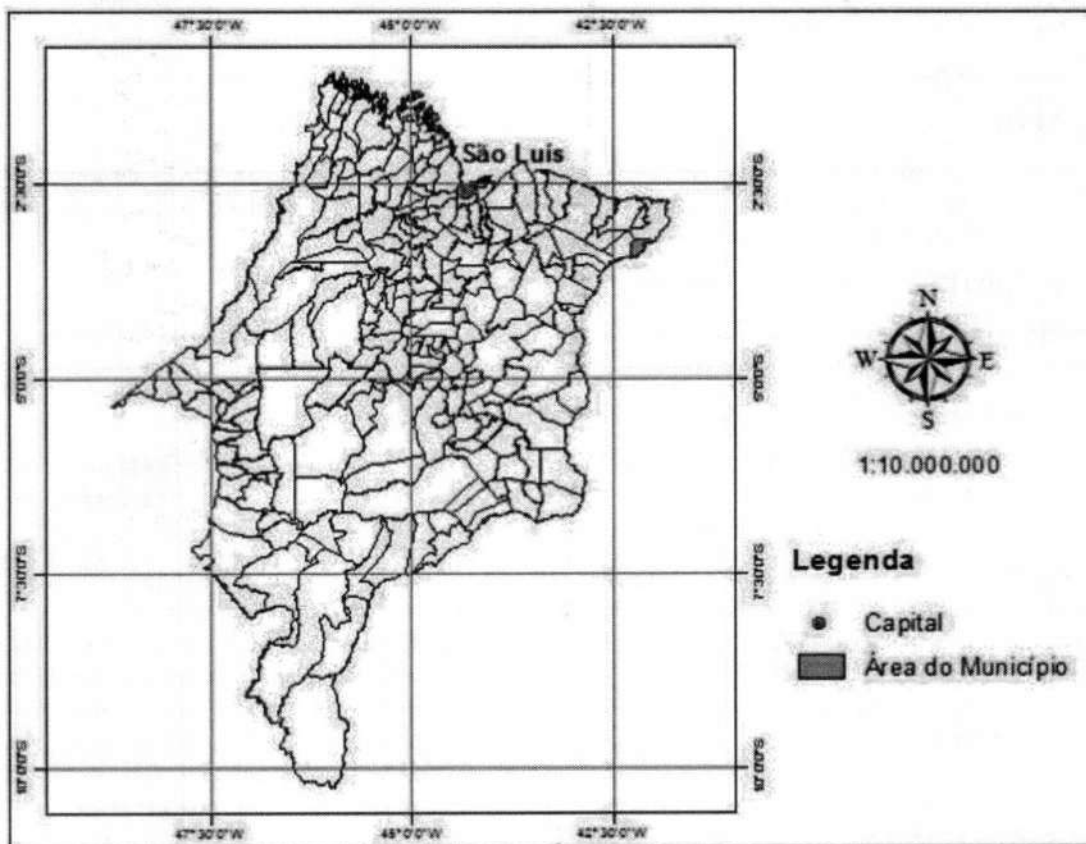 47°30'0"W 45°0'0"W 42°30'0"W
São Luís
2°30'0"S 2°30'0"S
N
W E
S
5°0'0"S 5°0'0"S
1:10.000.000
Legenda
7°30'0"S 7°30'0"S
Capital
Área do Município
10°0'0"S 10°0'0"S
47°30'0"W 45°0'0"W 42°30'0"W